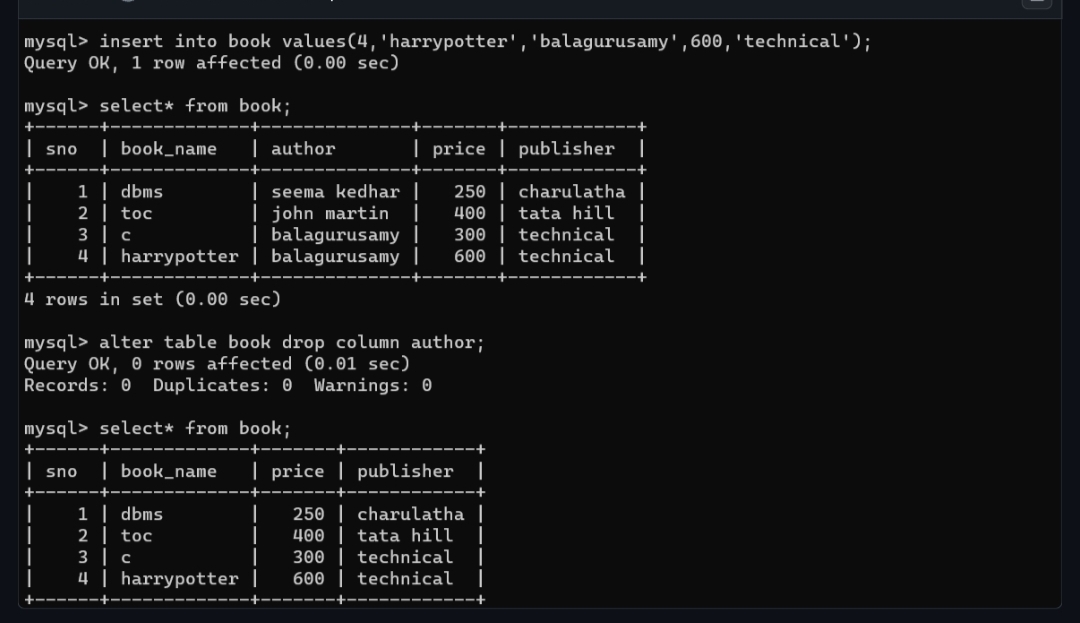 mysql> insert into book values(4,'harrypotter','balagurusamy',600,'technical');
Query OK, 1 row affected (0.00 sec)
mysql> select* from book;
+------+-------------+--------------+-------+------------+
| sno  | book_name   | author       | price | publisher  |
+------+-------------+--------------+-------+------------+
|    1 | dbms        | seema kedhar |   250 | charulatha |
|    2 | toc         | john martin  |   400 | tata hill  |
|    3 | c           | balagurusamy |   300 | technical  |
|    4 | harrypotter | balagurusamy |   600 | technical  |
+------+-------------+--------------+-------+------------+
4 rows in set (0.00 sec)
mysql> alter table book drop column author;
Query OK, 0 rows affected (0.01 sec)
Records: 0  Duplicates: 0  Warnings: 0
mysql> select* from book;
+------+-------------+-------+------------+
| sno  | book_name   | price | publisher  |
+------+-------------+-------+------------+
|    1 | dbms        |   250 | charulatha |
|    2 | toc         |   400 | tata hill  |
|    3 | c           |   300 | technical  |
|    4 | harrypotter |   600 | technical  |
+------+-------------+-------+------------+